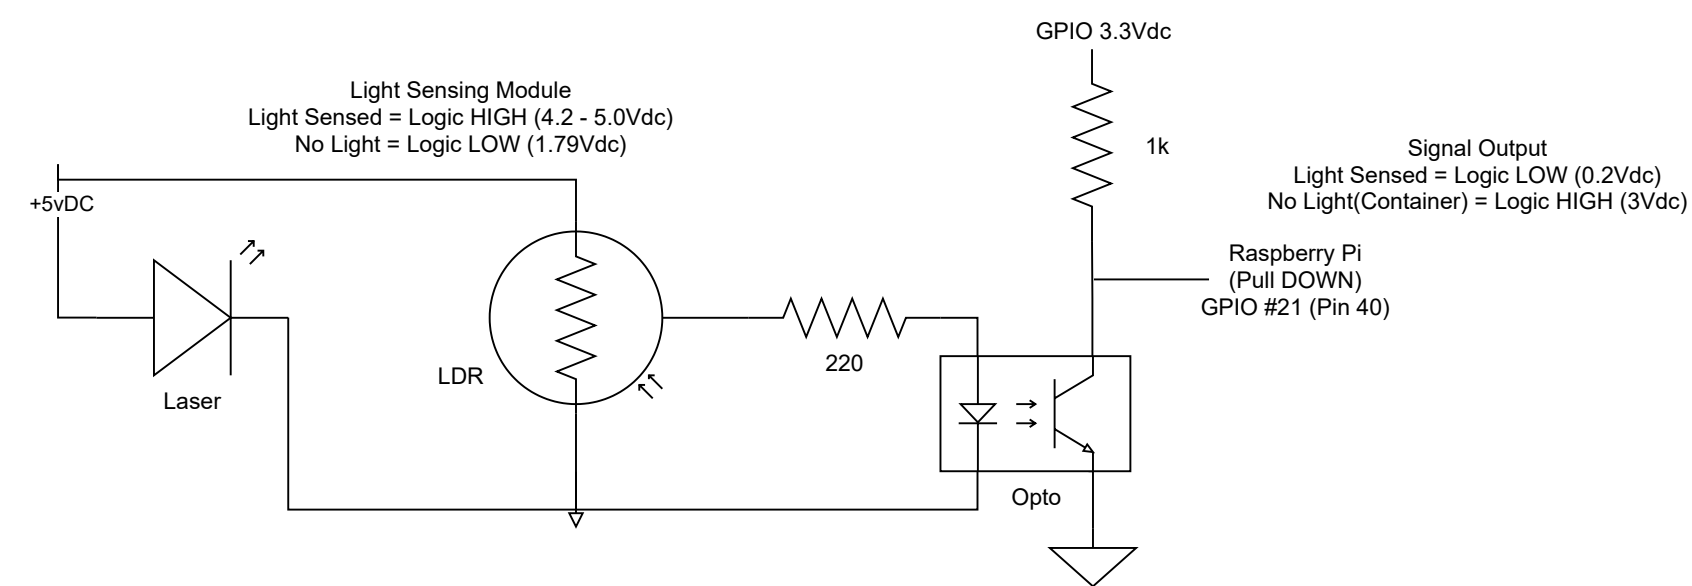 GPIO 3.3Vdc
Light Sensing Module
Light Sensed = Logic HIGH (4.2 - 5.0Vdc)
No Light = Logic LOW (1.79Vdc)
1k
Signal Output
Light Sensed = Logic LOW (0.2Vdc)
No Light(Container) = Logic HIGH (3Vdc)
+5vDC
Raspberry Pi
(Pull DOWN)
GPIO #21 (Pin 40)
220
LDR
Laser
Opto